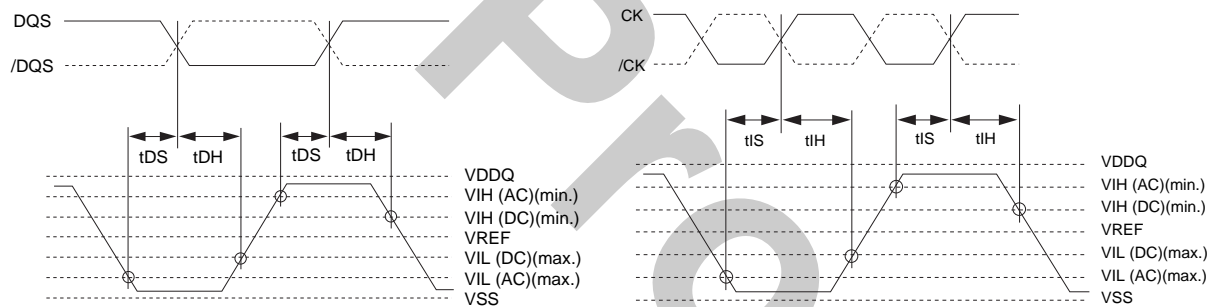 DQS
/DQS
tDS
tDH
tDS
tDH
VDDQ
VIH (AC)(min.)
VIH (DC)(min.)
VREF
VIL (DC)(max.)
VIL (AC)(max.)
VSS
CK
/CK
tIS
tIH
tIS
tIH
VDDQ
VIH (AC)(min.)
VIH (DC)(min.)
VREF
VIL (DC)(max.)
VIL (AC)(max.)
VSS
Pro